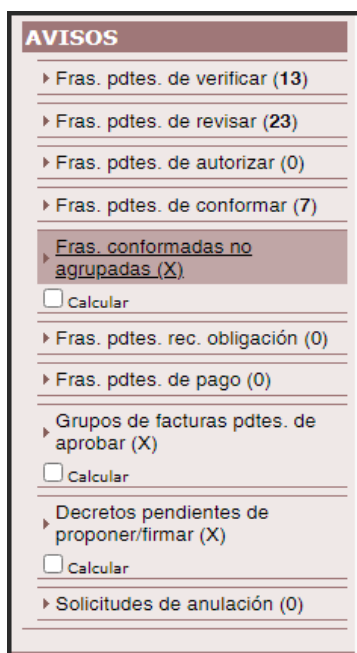 AVISOS
Fras. pdtes. de verificar (13)
Fras. pdtes. de revisar (23)
Fras. pdtes. de autorizar (0)
Fras. pdtes. de conformar (7)
Fras. conformadas no
agrupadas (X)
Calcular
Fras. pdtes. rec. obligación (0)
Fras. pdtes. de pago (0)
Grupos de facturas pdtes. de
aprobar (X)
Calcular
Decretos pendientes de
proponer/firmar (X)
Calcular
Solicitudes de anulación (0)